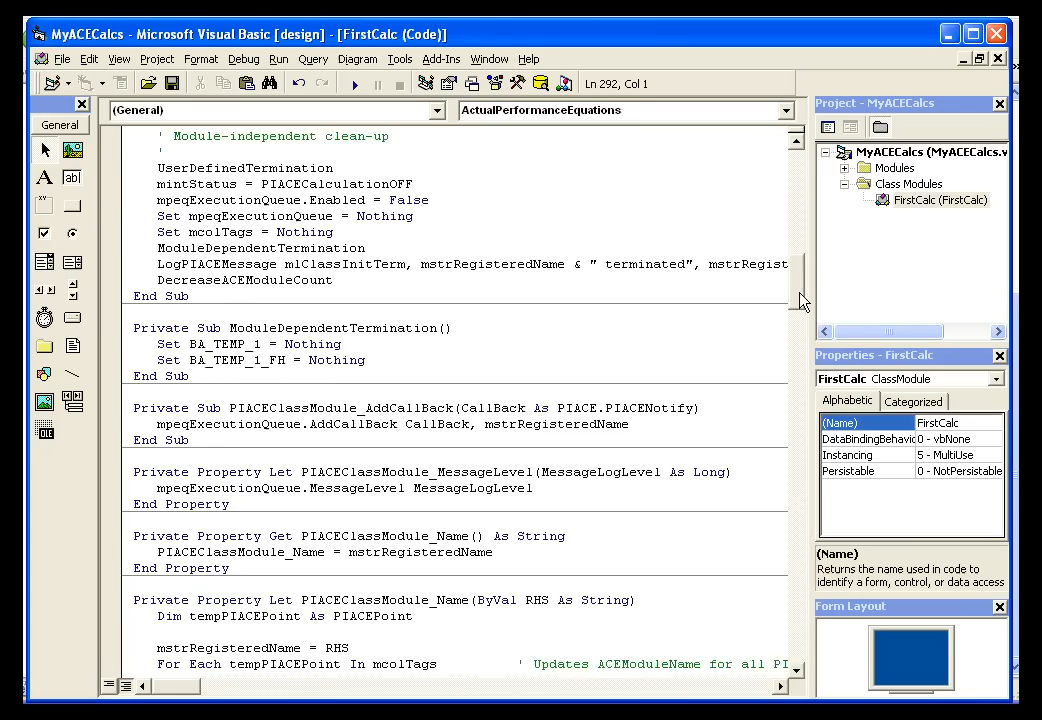 MyACECalcs - Microsoft Visual Basic [design] - [FirstCalc (Code)]
File Edit View Project Format Debug Run Query Diagram Tools Add-Ins Window Help
Ln 292, Col 1
General
(General) ActualPerformanceEquations
' Module-independent clean-up
'
UserDefinedTermination
mintStatus = PIACECalculationOFF
mpeqExecutionQueue.Enabled = False
Set mpeqExecutionQueue = Nothing
Set mcolTags = Nothing
ModuleDependentTermination
LogPIACEMessage mlClassInitTerm, mstrRegisteredName & " terminated", mstrRegist
DecreaseACEModuleCount
End Sub
Private Sub ModuleDependentTermination()
Set BA_TEMP_1 = Nothing
Set BA_TEMP_1_FH = Nothing
End Sub
Private Sub PIACEClassModule_AddCallBack(CallBack As PIACE.PIACENotify)
mpeqExecutionQueue.AddCallBack CallBack, mstrRegisteredName
End Sub
Private Property Let PIACEClassModule_MessageLevel(MessageLogLevel As Long)
mpeqExecutionQueue.MessageLevel MessageLogLevel
End Property
Private Property Get PIACEClassModule_Name() As String
PIACEClassModule_Name = mstrRegisteredName
End Property
Private Property Let PIACEClassModule_Name(ByVal RHS As String)
Dim tempPIACEPoint As PIACEPoint
mstrRegisteredName = RHS
For Each tempPIACEPoint In mcolTags ' Updates ACEModuleName for all PI
Project - MyACECalcs
MyACECalcs (MyACECalcs.v
Modules
Class Modules
FirstCalc (FirstCalc)
Properties - FirstCalc
FirstCalc ClassModule
Alphabetic Categorized
(Name) FirstCalc
DataBindingBehavic 0 - vbNone
Instancing 5 - MultiUse
Persistable 0 - NotPersistable
(Name)
Returns the name used in code to
identify a form, control, or data access
Form Layout